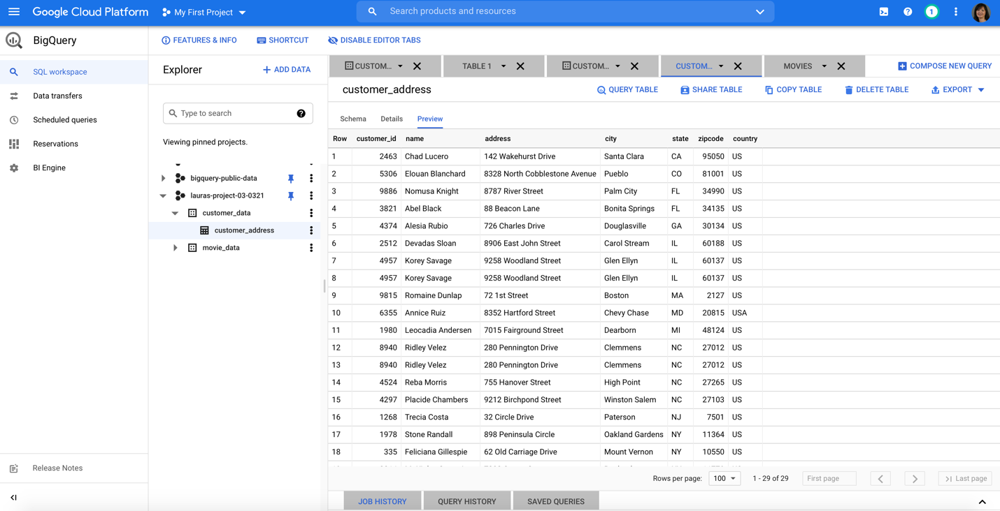 Google Cloud Platform My First Project Search products and resources 1
BigQuery FEATURES & INFO SHORTCUT DISABLE EDITOR TABS
SQL workspace
Data transfers
Scheduled queries
Reservations
BI Engine
Release Notes
Explorer + ADD DATA
Type to search
Viewing pinned projects.
bigquery-public-data
lauras-project-03-0321
customer_data
customer_address
movie_data
CUSTOM... TABLE 1 CUSTOM... CUSTOM... MOVIES COMPOSE NEW QUERY
customer_address QUERY TABLE SHARE TABLE COPY TABLE DELETE TABLE EXPORT
Schema Details Preview
Row customer_id name address city state zipcode country
1 2463 Chad Lucero 142 Wakehurst Drive Santa Clara CA 95050 US
2 5306 Elouan Blanchard 8328 North Cobblestone Avenue Pueblo CO 81001 US
3 9886 Nomusa Knight 8787 River Street Palm City FL 34990 US
4 3821 Abel Black 88 Beacon Lane Bonita Springs FL 34135 US
5 4374 Alesia Rubio 726 Charles Drive Douglasville GA 30134 US
6 2512 Devadas Sloan 8906 East John Street Carol Stream IL 60188 US
7 4957 Korey Savage 9258 Woodland Street Glen Ellyn IL 60137 US
8 4957 Korey Savage 9258 Woodland Street Glen Ellyn IL 60137 US
9 9815 Romaine Dunlap 72 1st Street Boston MA 2127 US
10 6355 Annice Ruiz 8352 Hartford Street Chevy Chase MD 20815 USA
11 1980 Leocadia Andersen 7015 Fairground Street Dearborn MI 48124 US
12 8940 Ridley Velez 280 Pennington Drive Clemmens NC 27012 US
13 8940 Ridley Velez 280 Pennington Drive Clemmens NC 27012 US
14 4524 Reba Morris 755 Hanover Street High Point NC 27265 US
15 4297 Placide Chambers 9212 Birchpond Street Winston Salem NC 27103 US
16 1268 Trecia Costa 32 Circle Drive Paterson NJ 7501 US
17 1978 Stone Randall 898 Peninsula Circle Oakland Gardens NY 11364 US
18 335 Feliciana Gillespie 62 Old Carriage Drive Mount Vernon NY 10550 US
Rows per page: 100 1 - 29 of 29 First page Last page
JOB HISTORY QUERY HISTORY SAVED QUERIES